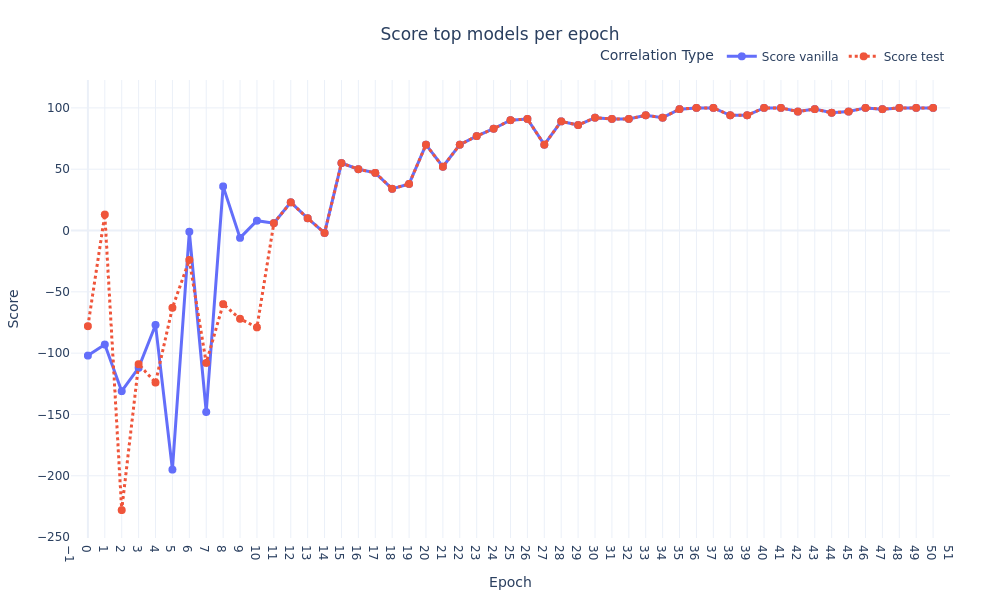 Score top models per epoch
Correlation Type Score vanilla Score test
100
50
0
−50
−100
−150
−200
−250
Score
−1 0 1 2 3 4 5 6 7 8 9 10 11 12 13 14 15 16 17 18 19 20 21 22 23 24 25 26 27 28 29 30 31 32 33 34 35 36 37 38 39 40 41 42 43 44 45 46 47 48 49 50 51
Epoch